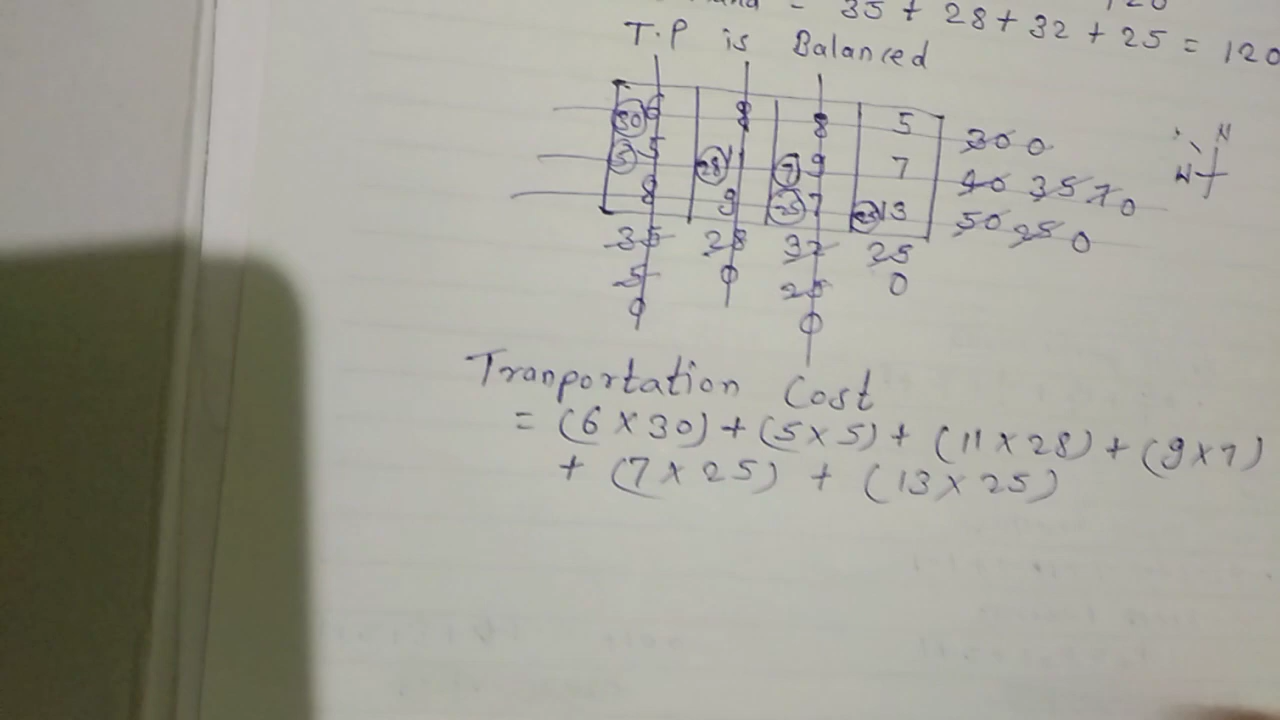 120
- 35 + 28 + 32 + 25 = 120
T.P is Balanced
30 6 8 8 5 30 0
5 5 28 11 7 9 7 40 35 7 0
8 9 25 7 13 50 25 0
35 28 32 25
5 0 25 0
0 0
Tranportation Cost
= (6 × 30) + (5 × 5) + (11 × 28) + (9 × 7)
+ (7 × 25) + (13 × 25)